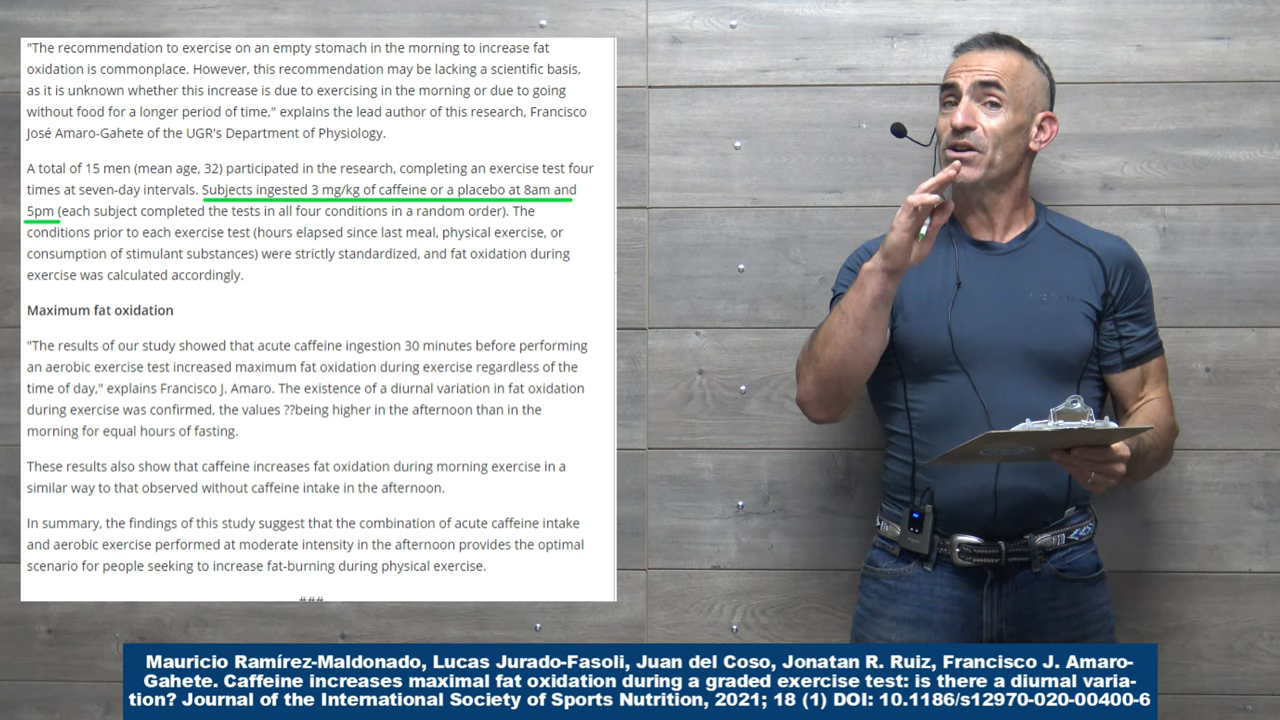 "The recommendation to exercise on an empty stomach in the morning to increase fat
oxidation is commonplace. However, this recommendation may be lacking a scientific basis,
as it is unknown whether this increase is due to exercising in the morning or due to going
without food for a longer period of time," explains the lead author of this research, Francisco
José Amaro-Gahete of the UGR's Department of Physiology.
A total of 15 men (mean age, 32) participated in the research, completing an exercise test four
times at seven-day intervals. Subjects ingested 3 mg/kg of caffeine or a placebo at 8am and
5pm (each subject completed the tests in all four conditions in a random order). The
conditions prior to each exercise test (hours elapsed since last meal, physical exercise, or
consumption of stimulant substances) were strictly standardized, and fat oxidation during
exercise was calculated accordingly.
Maximum fat oxidation
"The results of our study showed that acute caffeine ingestion 30 minutes before performing
an aerobic exercise test increased maximum fat oxidation during exercise regardless of the
time of day," explains Francisco J. Amaro. The existence of a diurnal variation in fat oxidation
during exercise was confirmed, the values ??being higher in the afternoon than in the
morning for equal hours of fasting.
These results also show that caffeine increases fat oxidation during morning exercise in a
similar way to that observed without caffeine intake in the afternoon.
In summary, the findings of this study suggest that the combination of acute caffeine intake
and aerobic exercise performed at moderate intensity in the afternoon provides the optimal
scenario for people seeking to increase fat-burning during physical exercise.
###
Mauricio Ramírez-Maldonado, Lucas Jurado-Fasoli, Juan del Coso, Jonatan R. Ruiz, Francisco J. Amaro-
Gahete. Caffeine increases maximal fat oxidation during a graded exercise test: is there a diurnal varia-
tion? Journal of the International Society of Sports Nutrition, 2021; 18 (1) DOI: 10.1186/s12970-020-00400-6